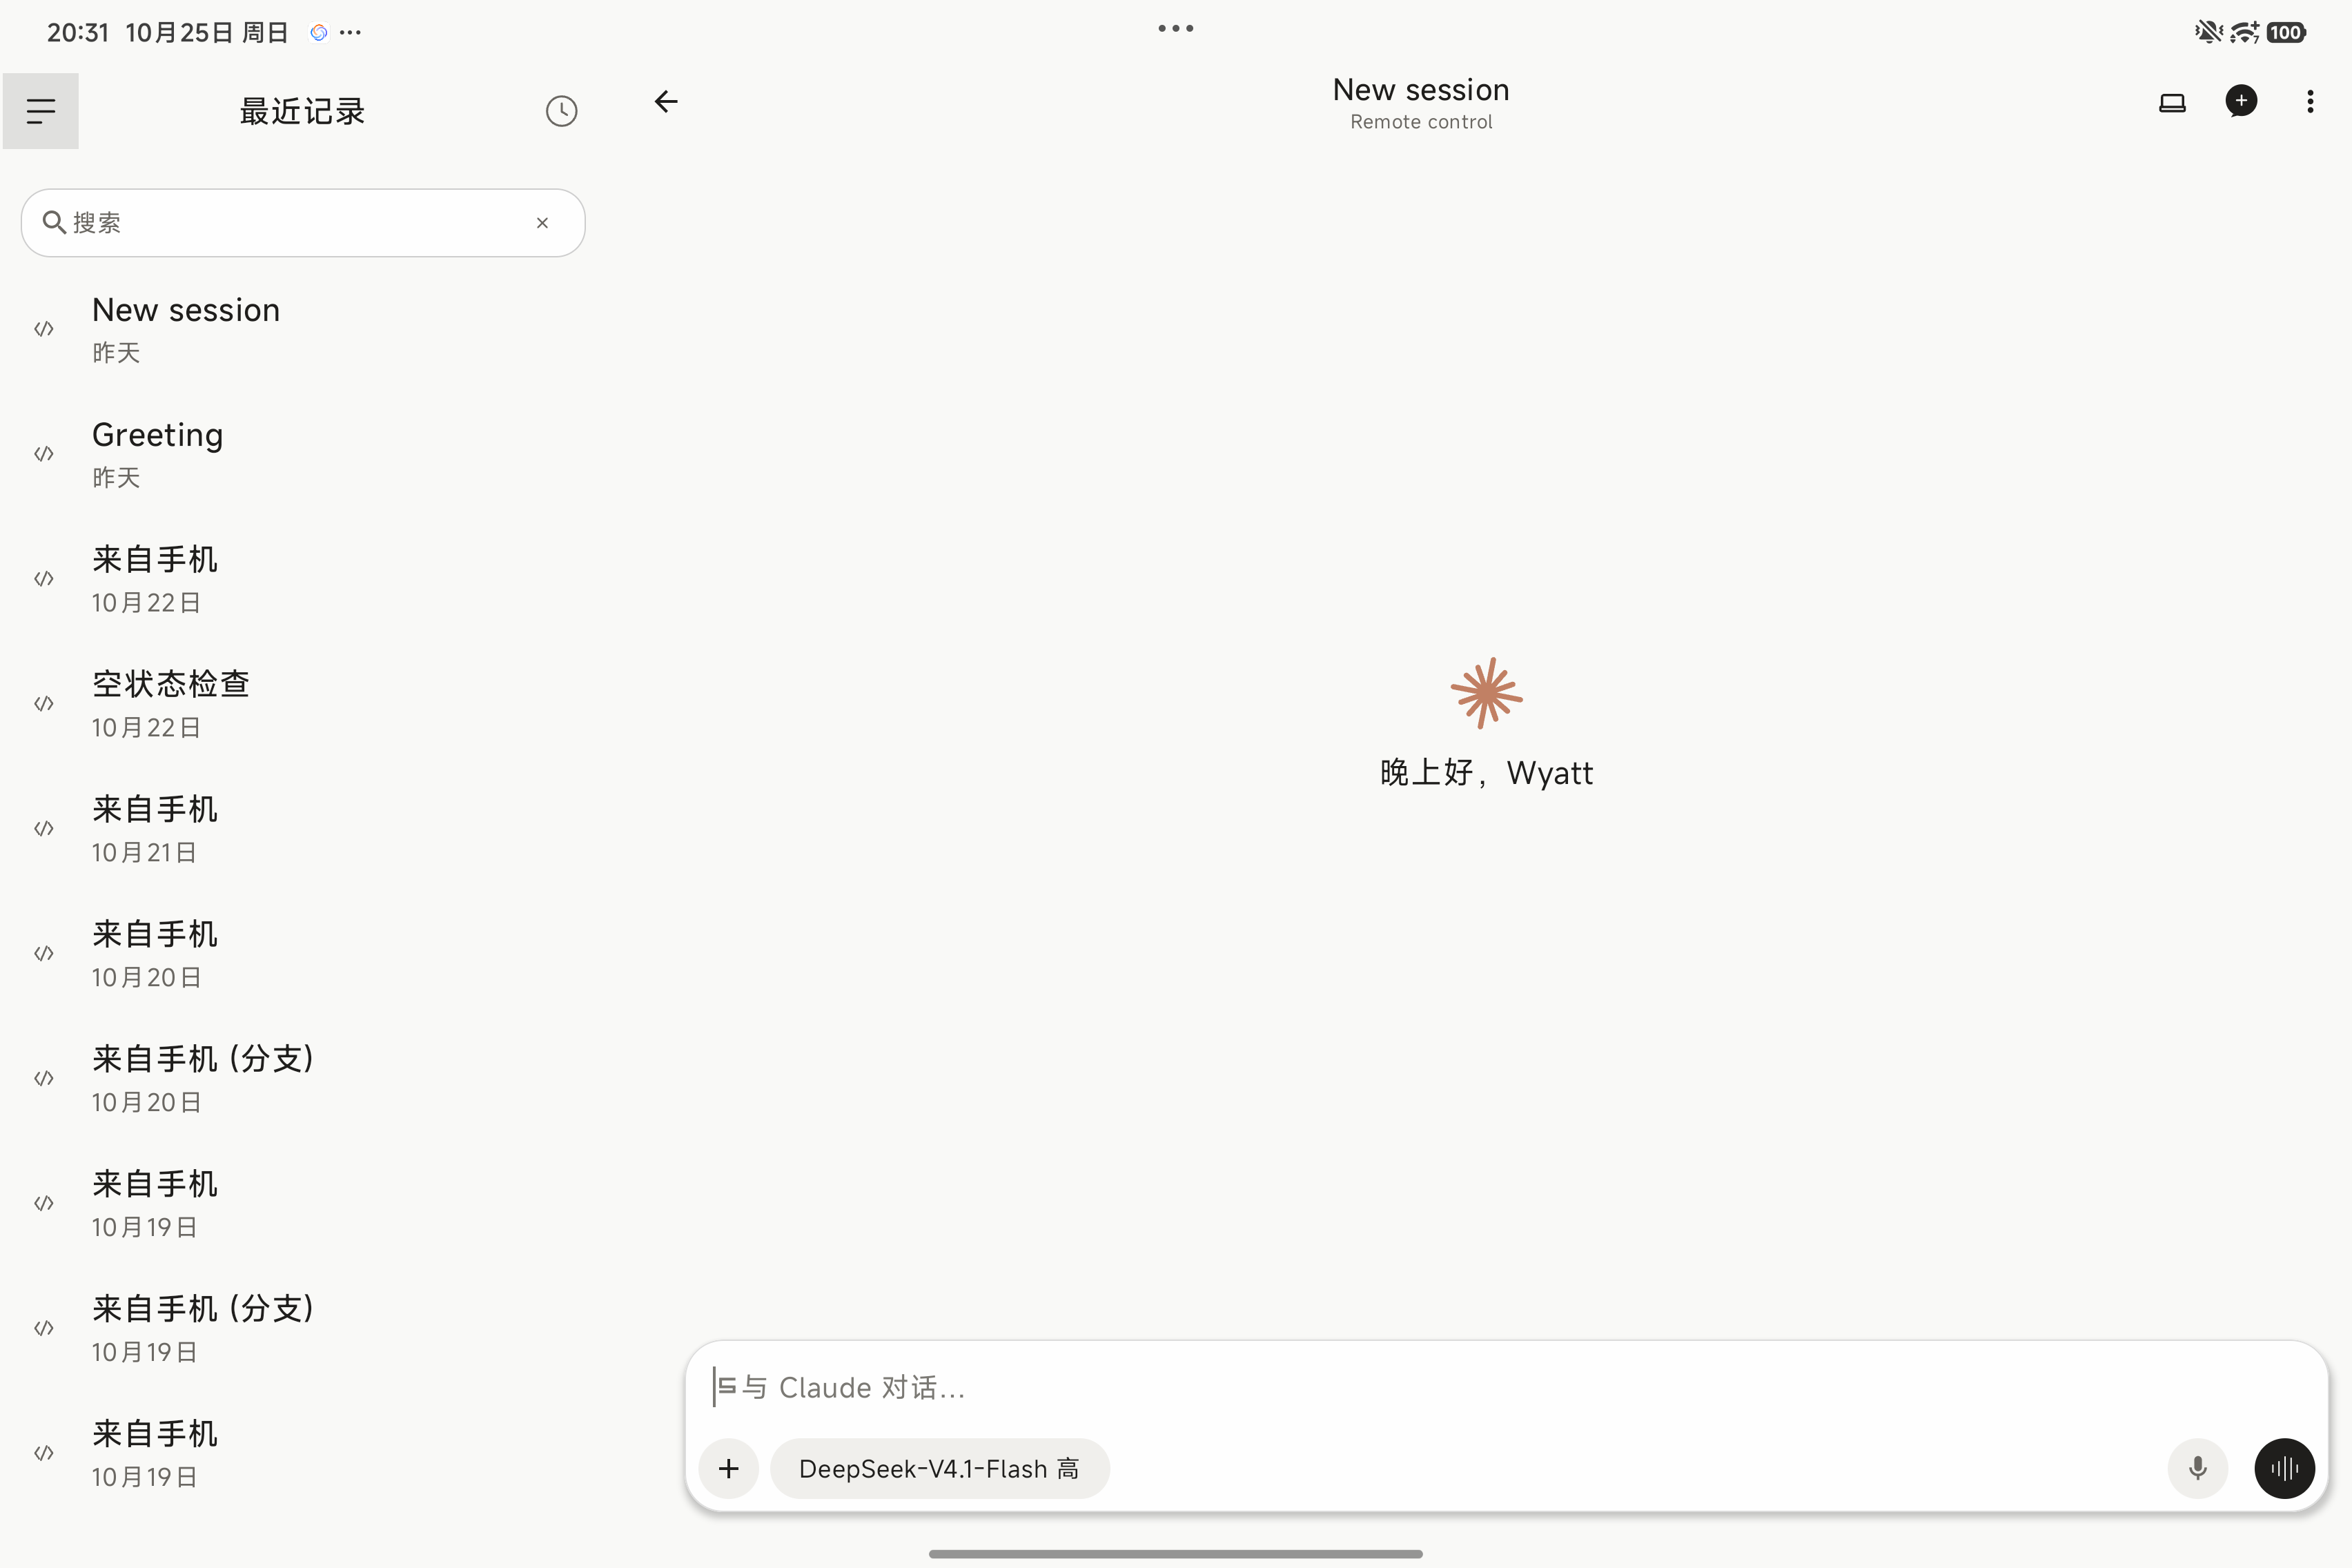 20:31 10月25日 周日
100
最近记录
搜索
New session
昨天
Greeting
昨天
来自手机
10月22日
空状态检查
10月22日
来自手机
10月21日
来自手机
10月20日
来自手机 (分支)
10月20日
来自手机
10月19日
来自手机 (分支)
10月19日
来自手机
10月19日
New session
Remote control
晚上好，Wyatt
与 Claude 对话...
DeepSeek-V4.1-Flash 高